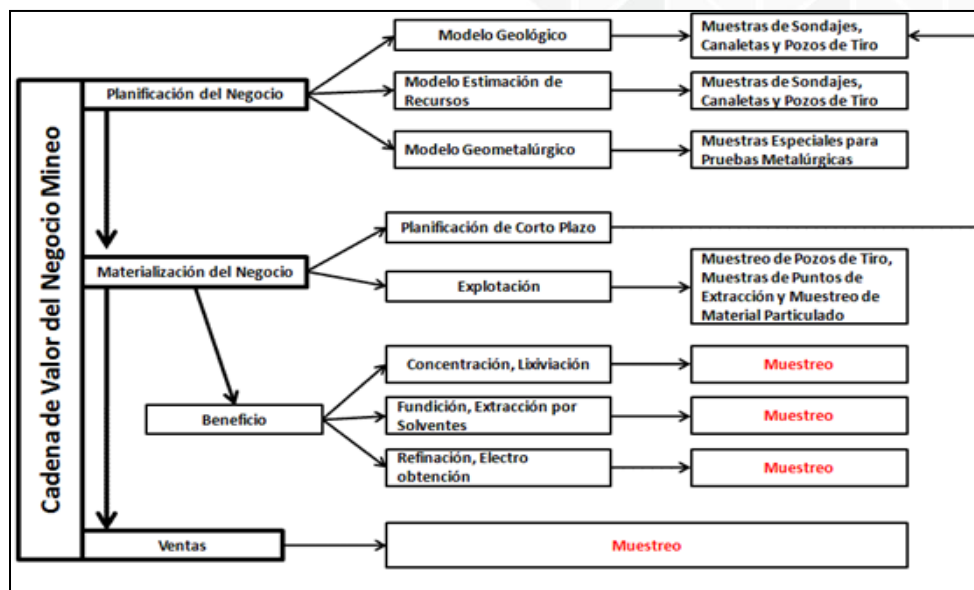 Cadena de Valor del Negocio Mineo
Planificación del Negocio
Modelo Geológico
Muestras de Sondajes,
Canaletas y Pozos de Tiro
Modelo Estimación de
Recursos
Muestras de Sondajes,
Canaletas y Pozos de Tiro
Modelo Geometalúrgico
Muestras Especiales para
Pruebas Metalúrgicas
Materialización del Negocio
Planificación de Corto Plazo
Explotación
Muestreo de Pozos de Tiro,
Muestras de Puntos de
Extracción y Muestreo de
Material Particulado
Beneficio
Concentración, Lixiviación
Muestreo
Fundición, Extracción por
Solventes
Muestreo
Refinación, Electro
obtención
Muestreo
Ventas
Muestreo